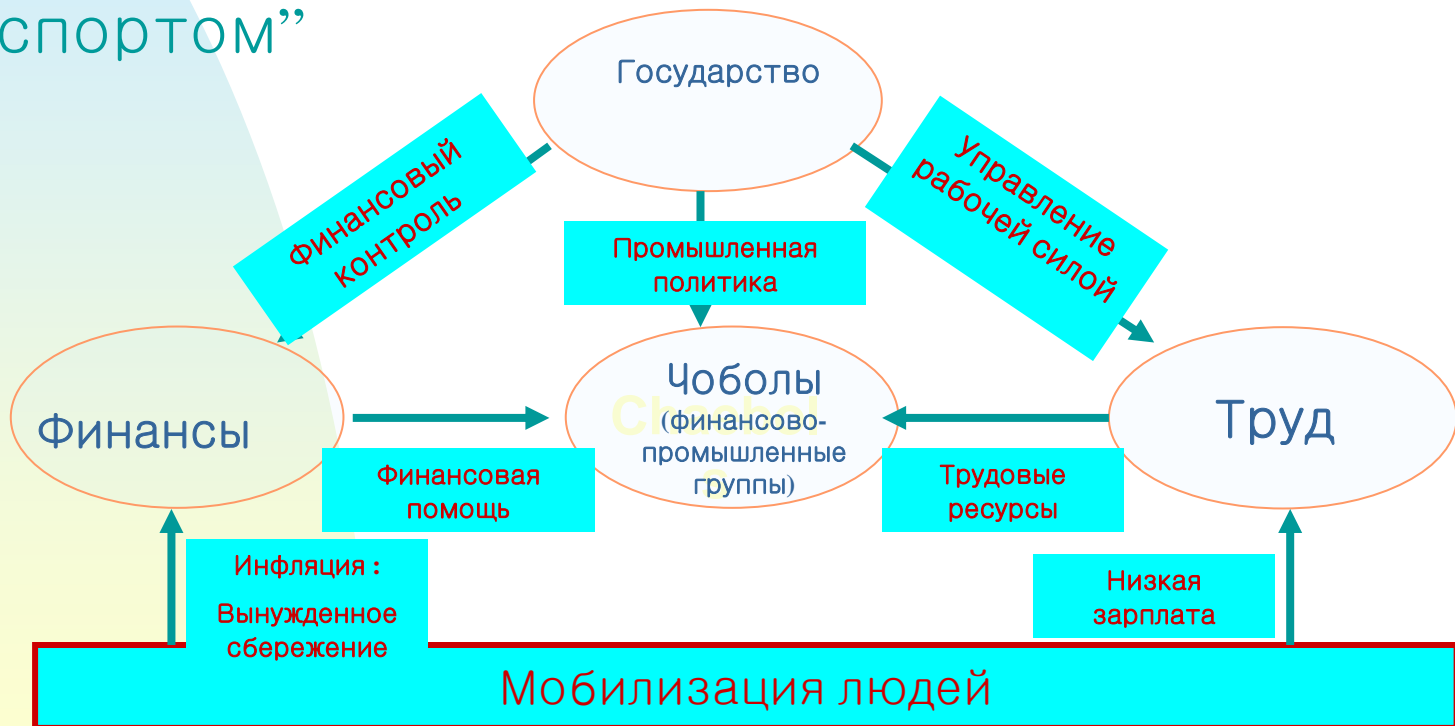 спортом”
Государство
Финансовый
контроль
Промышленная
политика
Управление
рабочей силой
Финансы
Чоболы
(финансово-
промышленные
группы)
Chaebol
s
Труд
Финансовая
помощь
Трудовые
ресурсы
Инфляция :
Вынужденное
сбережение
Низкая
зарплата
Мобилизация людей